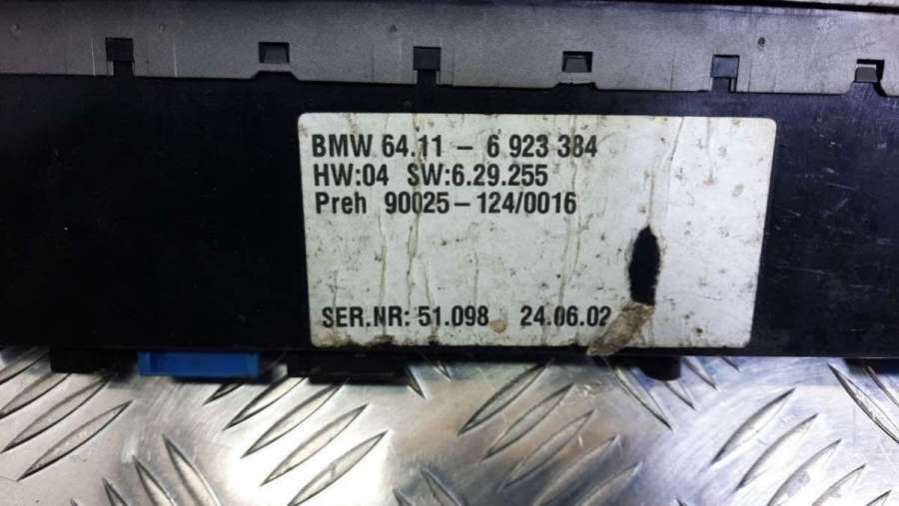 BMW 64.11 - 6 923 384
HW:04 SW:6.29.255
Preh 90025-124/0016
SER.NR: 51.098 24.06.02